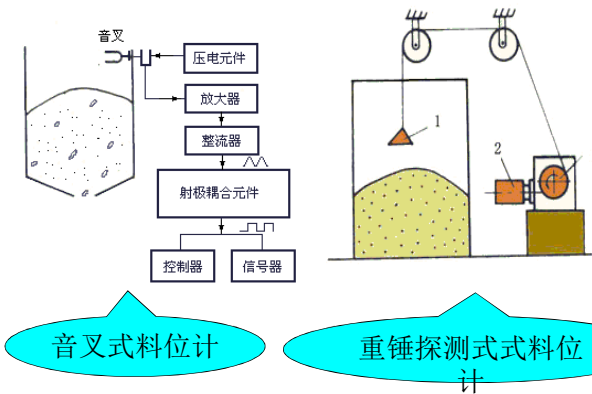 音叉
压电元件
放大器
整流器
射极耦合元件
控制器
信号器
1
2
音叉式料位计
重锤探测式式料位
计